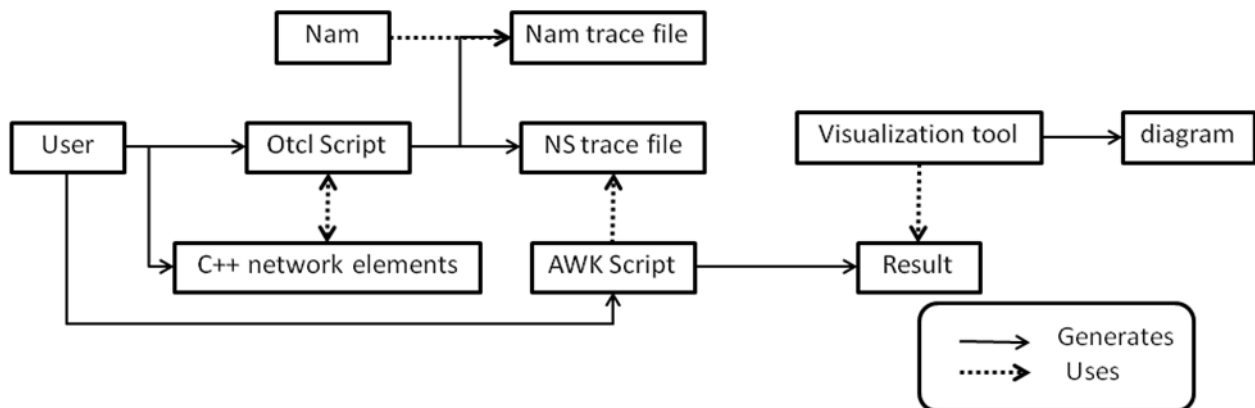 Nam
Nam trace file
User
Otcl Script
NS trace file
Visualization tool
diagram
C++ network elements
AWK Script
Result
Generates
Uses